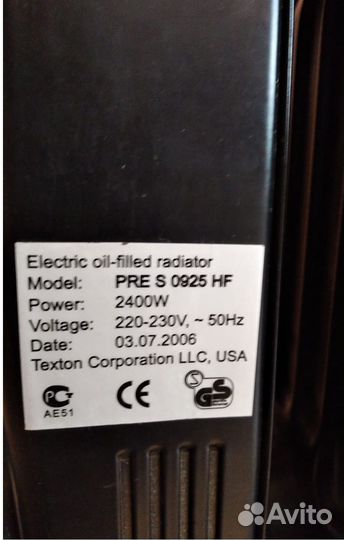 Electric oil-filled radiator
Model: PRE S 0925 HF
Power: 2400W
Voltage: 220-230V, ~ 50Hz
Date: 03.07.2006
Texton Corporation LLC, USA
PC
AE51
CE
GS
Avito